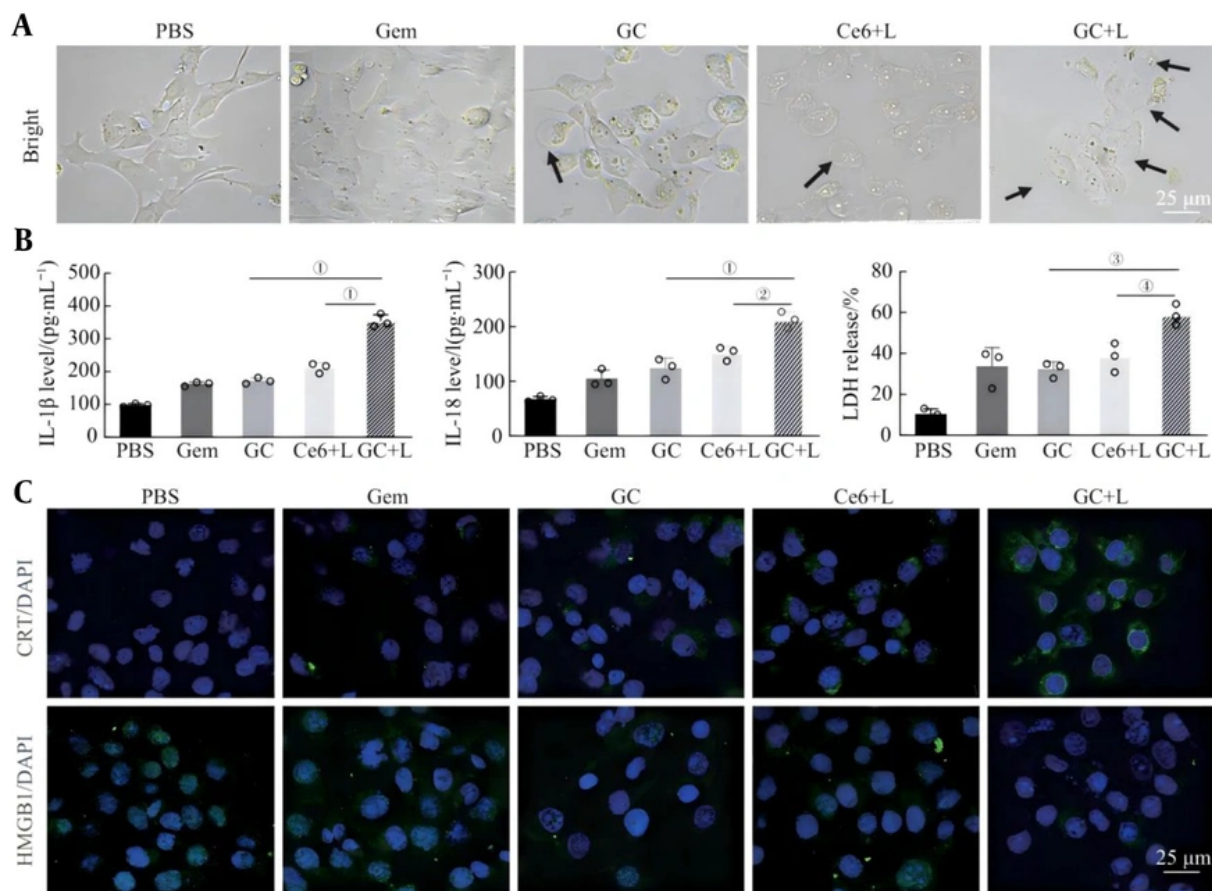 A
PBS Gem GC Ce6+L GC+L
Bright
25 μm
B
IL-1β level/(pg·mL⁻¹)
500
400
300
200
100
0
①
①
PBS Gem GC Ce6+L GC+L
IL-18 level/l(pg·mL⁻¹)
300
200
100
0
①
②
PBS Gem GC Ce6+L GC+L
LDH release/%
80
60
40
20
0
③
④
PBS Gem GC Ce6+L GC+L
C
PBS Gem GC Ce6+L GC+L
CRT/DAPI
HMGB1/DAPI
25 μm